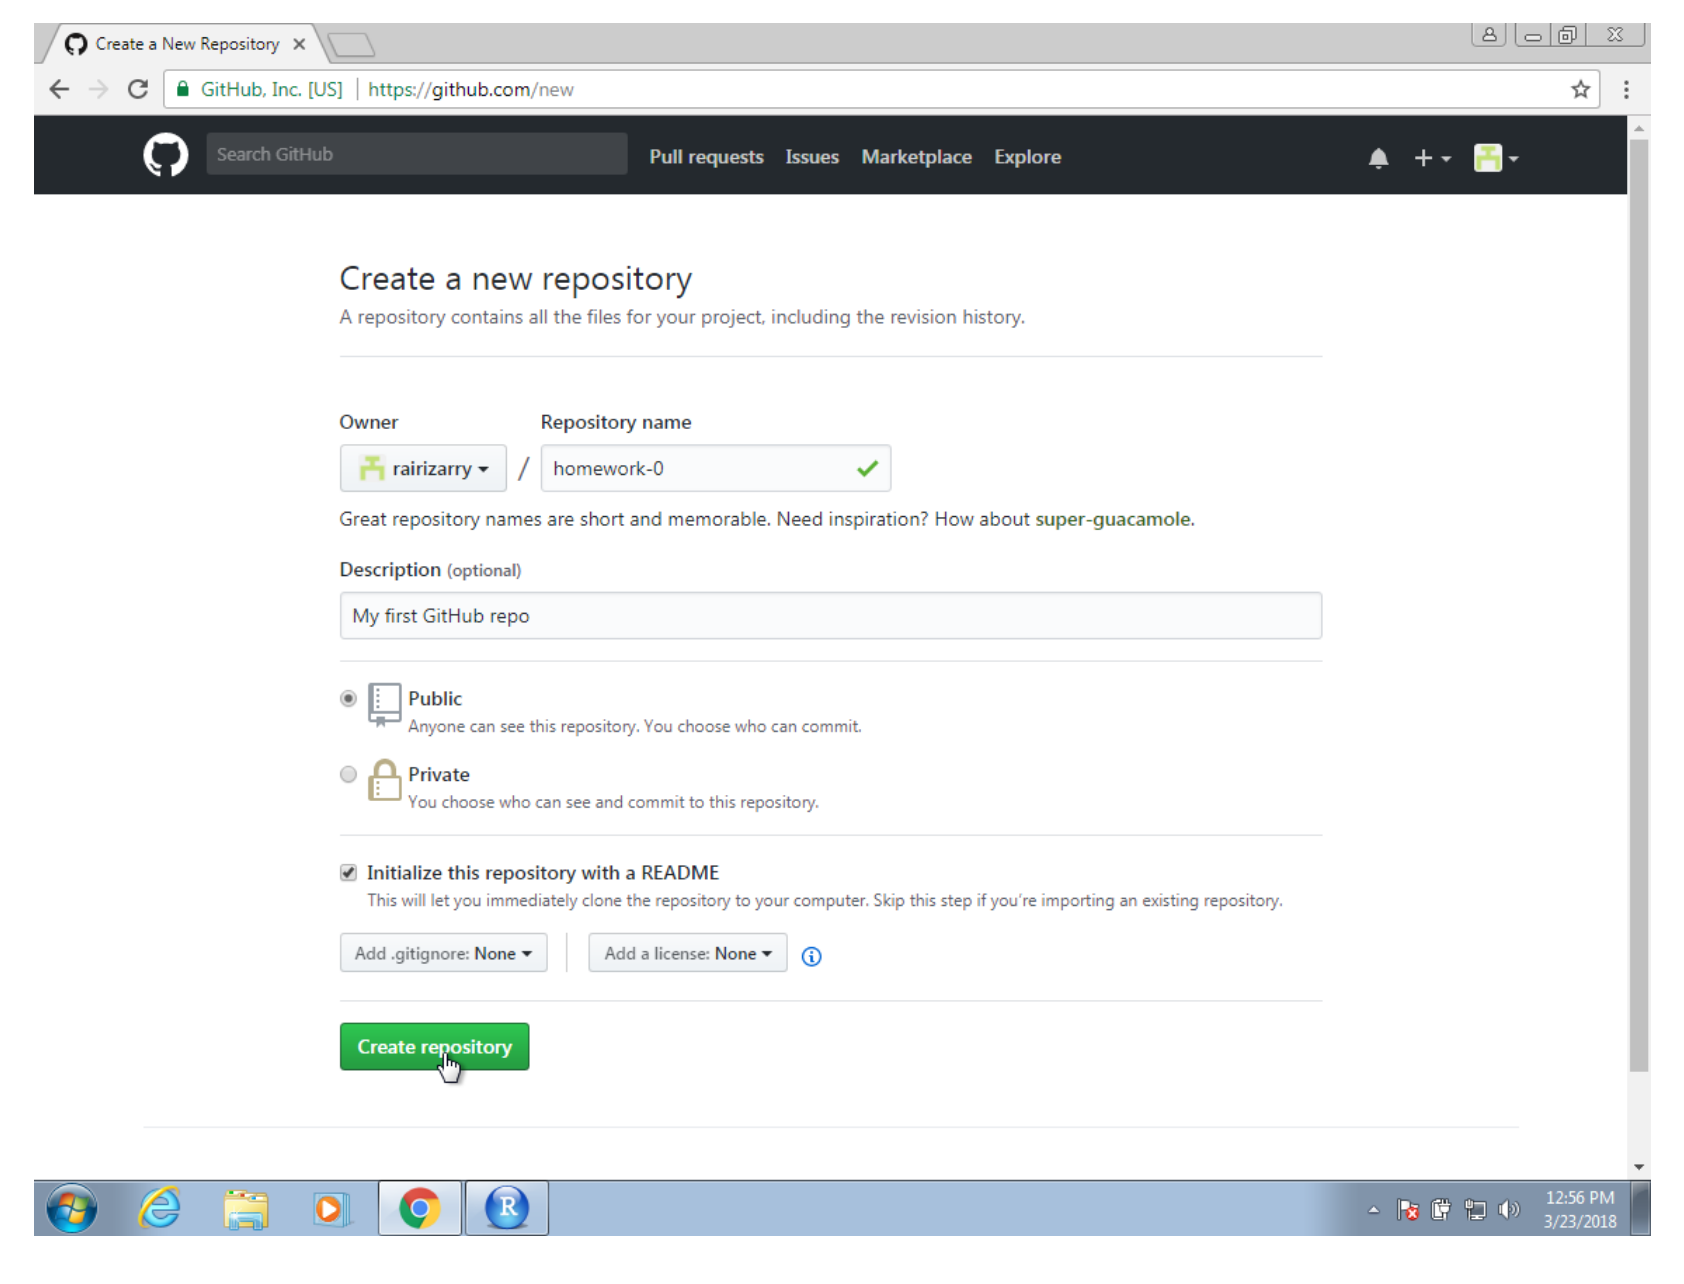 Create a New Repository
GitHub, Inc. [US] https://github.com/new
Search GitHub Pull requests Issues Marketplace Explore
Create a new repository
A repository contains all the files for your project, including the revision history.
Owner Repository name
rairizarry / homework-0
Great repository names are short and memorable. Need inspiration? How about super-guacamole.
Description (optional)
My first GitHub repo
Public
Anyone can see this repository. You choose who can commit.
Private
You choose who can see and commit to this repository.
Initialize this repository with a README
This will let you immediately clone the repository to your computer. Skip this step if you're importing an existing repository.
Add .gitignore: None Add a license: None
Create repository
R
12:56 PM
3/23/2018